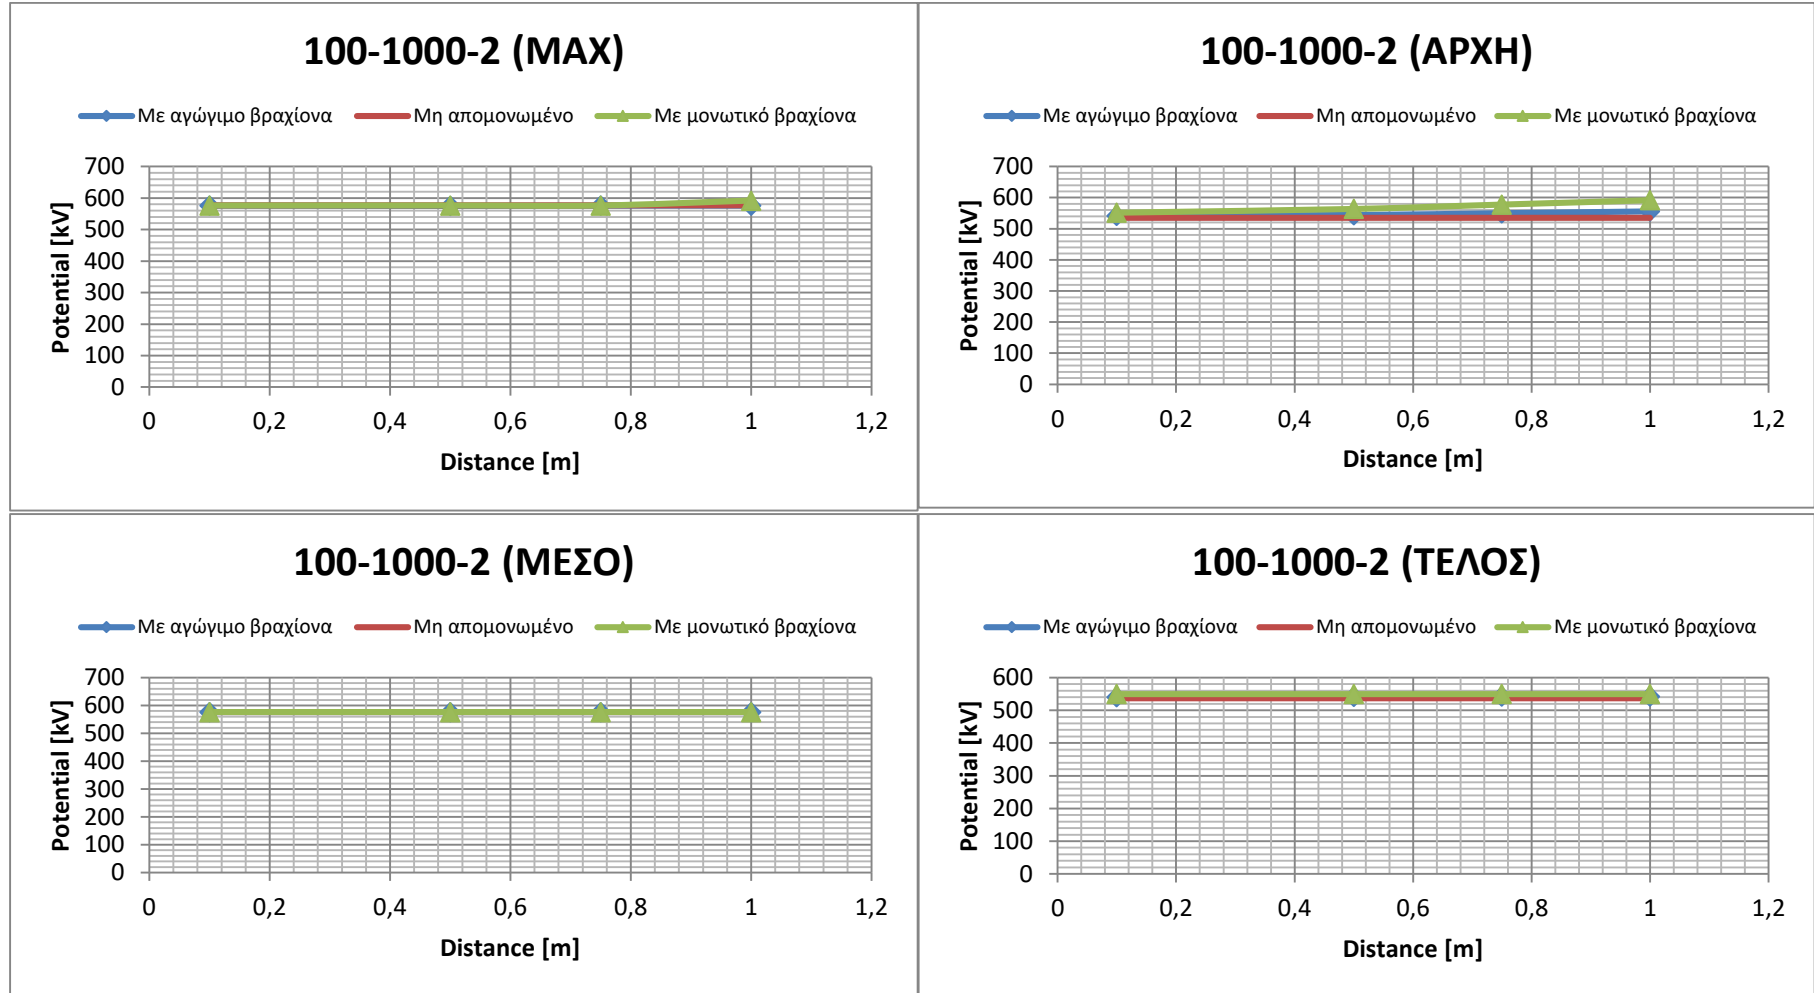 100-1000-2 (MAX)
Με αγώγιμο βραχίονα Μη απομονωμένο Με μονωτικό βραχίονα
700
600
500
400
300
200
100
0
Potential [kV]
0 0,2 0,4 0,6 0,8 1 1,2
Distance [m]
100-1000-2 (ΑΡΧΗ)
Με αγώγιμο βραχίονα Μη απομονωμένο Με μονωτικό βραχίονα
700
600
500
400
300
200
100
0
Potential [kV]
0 0,2 0,4 0,6 0,8 1 1,2
Distance [m]
100-1000-2 (ΜΕΣΟ)
Με αγώγιμο βραχίονα Μη απομονωμένο Με μονωτικό βραχίονα
700
600
500
400
300
200
100
0
Potential [kV]
0 0,2 0,4 0,6 0,8 1 1,2
Distance [m]
100-1000-2 (ΤΕΛΟΣ)
Με αγώγιμο βραχίονα Μη απομονωμένο Με μονωτικό βραχίονα
600
500
400
300
200
100
0
Potential [kV]
0 0,2 0,4 0,6 0,8 1 1,2
Distance [m]